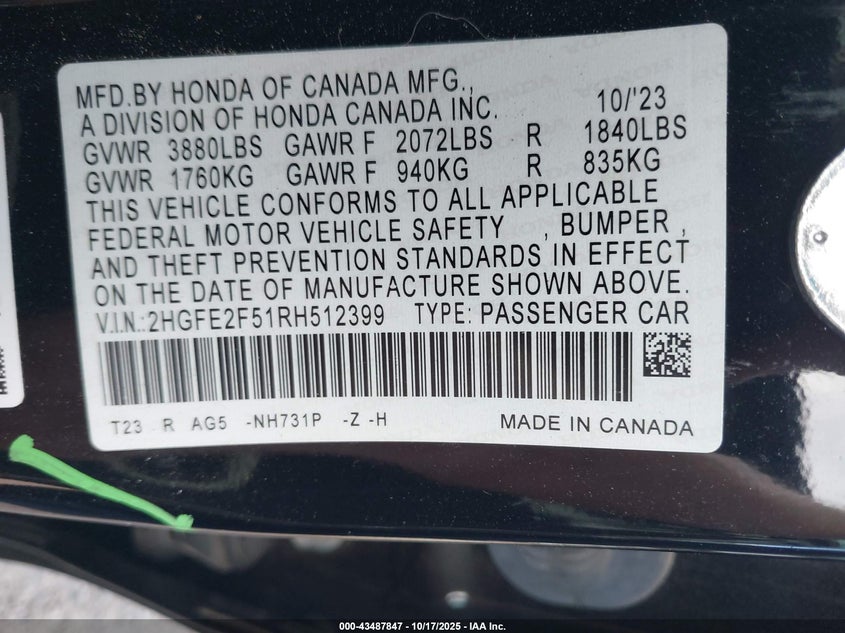 MFD.BY HONDA OF CANADA MFG.,
A DIVISION OF HONDA CANADA INC. 10/'23
GVWR 3880LBS GAWR F 2072LBS R 1840LBS
GVWR 1760KG GAWR F 940KG R 835KG
THIS VEHICLE CONFORMS TO ALL APPLICABLE
FEDERAL MOTOR VEHICLE SAFETY , BUMPER ,
AND THEFT PREVENTION STANDARDS IN EFFECT
ON THE DATE OF MANUFACTURE SHOWN ABOVE.
V.I.N.:2HGFE2F51RH512399 TYPE: PASSENGER CAR
T23 R AG5 -NH731P -Z -H MADE IN CANADA
000-43487847 - 10/17/2025 - IAA Inc.